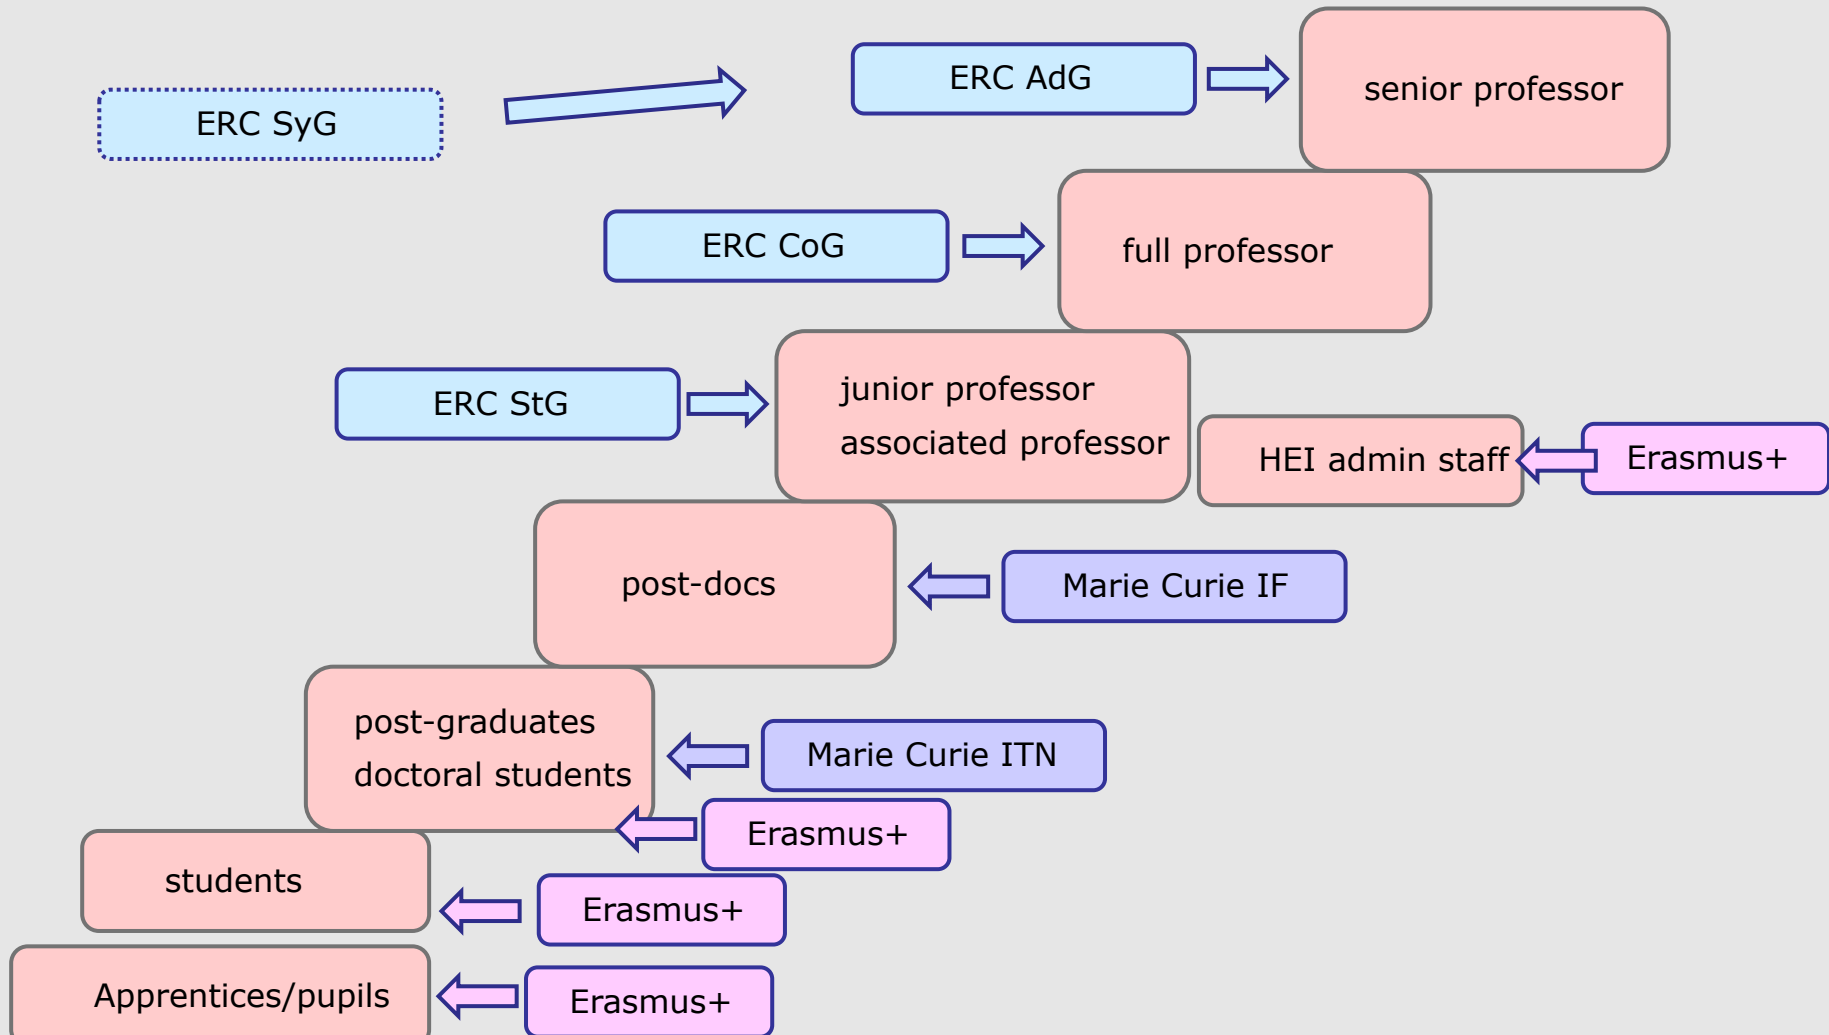 ERC AdG
senior professor
ERC SyG
ERC CoG
full professor
ERC StG
junior professor
associated professor
HEI admin staff
Erasmus+
post-docs
Marie Curie IF
post-graduates
doctoral students
Marie Curie ITN
Erasmus+
students
Erasmus+
Apprentices/pupils
Erasmus+